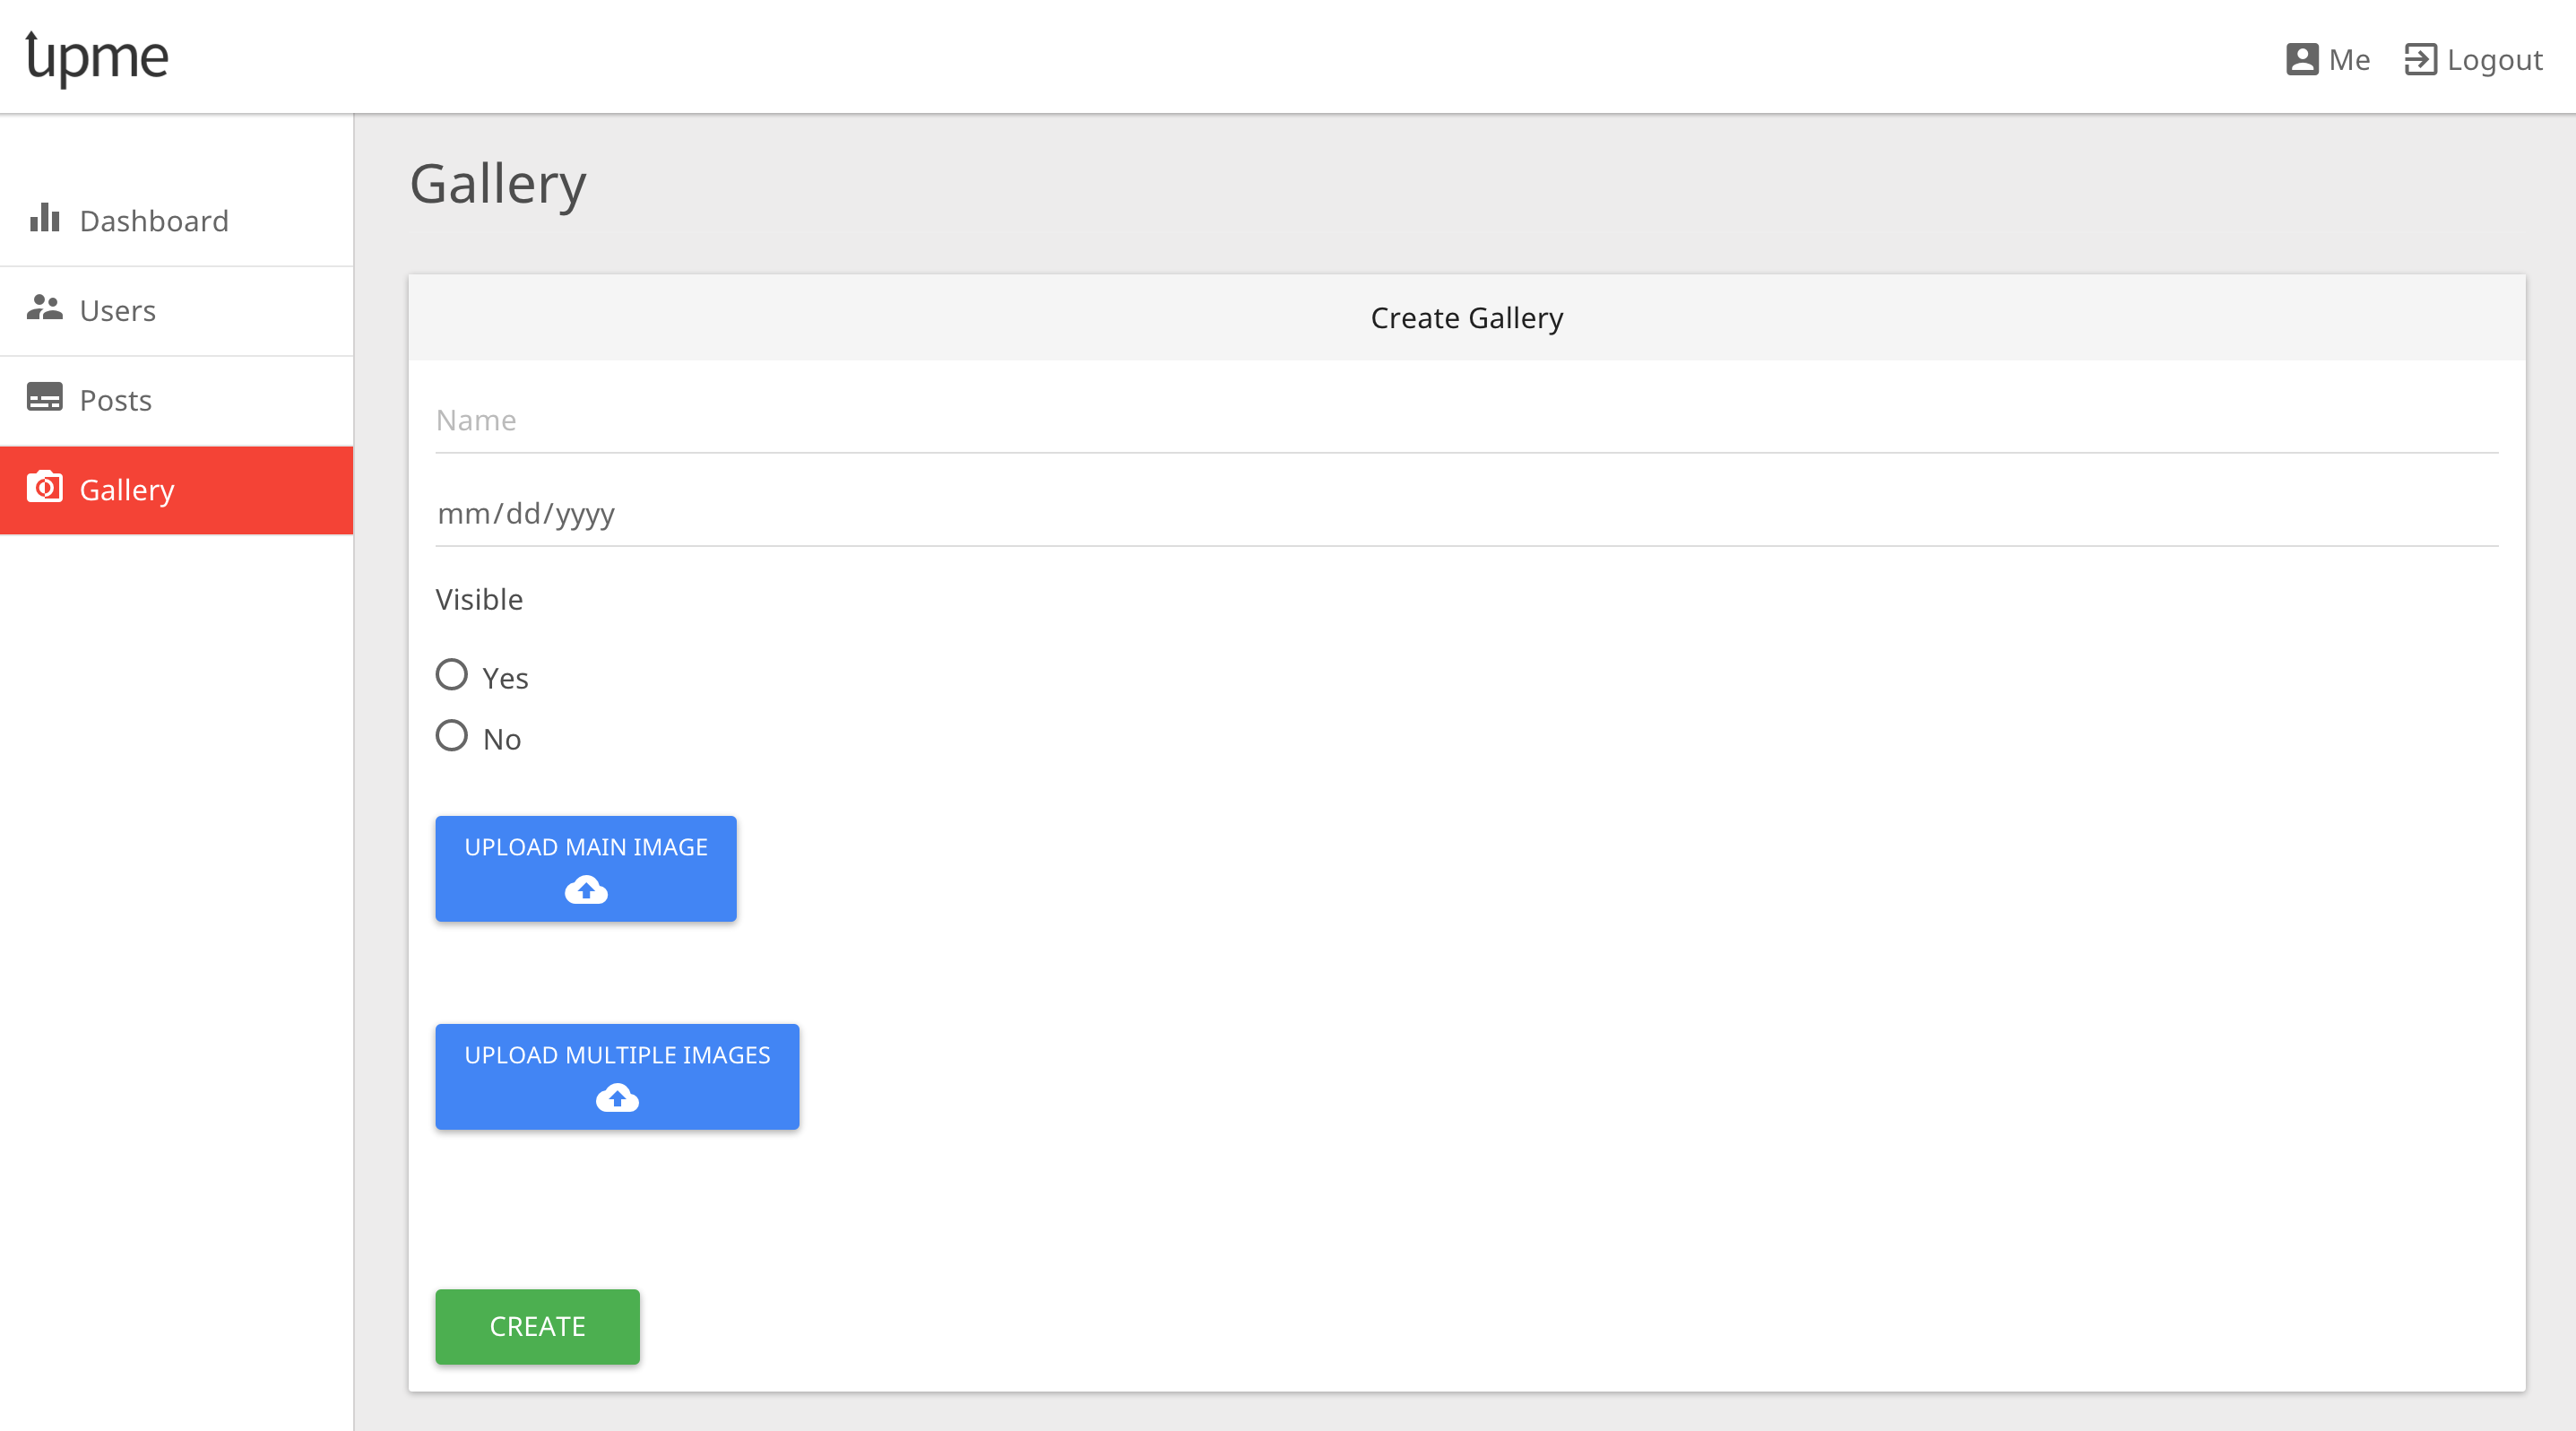 upme
Me
Logout
Dashboard
Users
Posts
Gallery
Gallery
Create Gallery
Name
mm/dd/yyyy
Visible
Yes
No
UPLOAD MAIN IMAGE
UPLOAD MULTIPLE IMAGES
CREATE